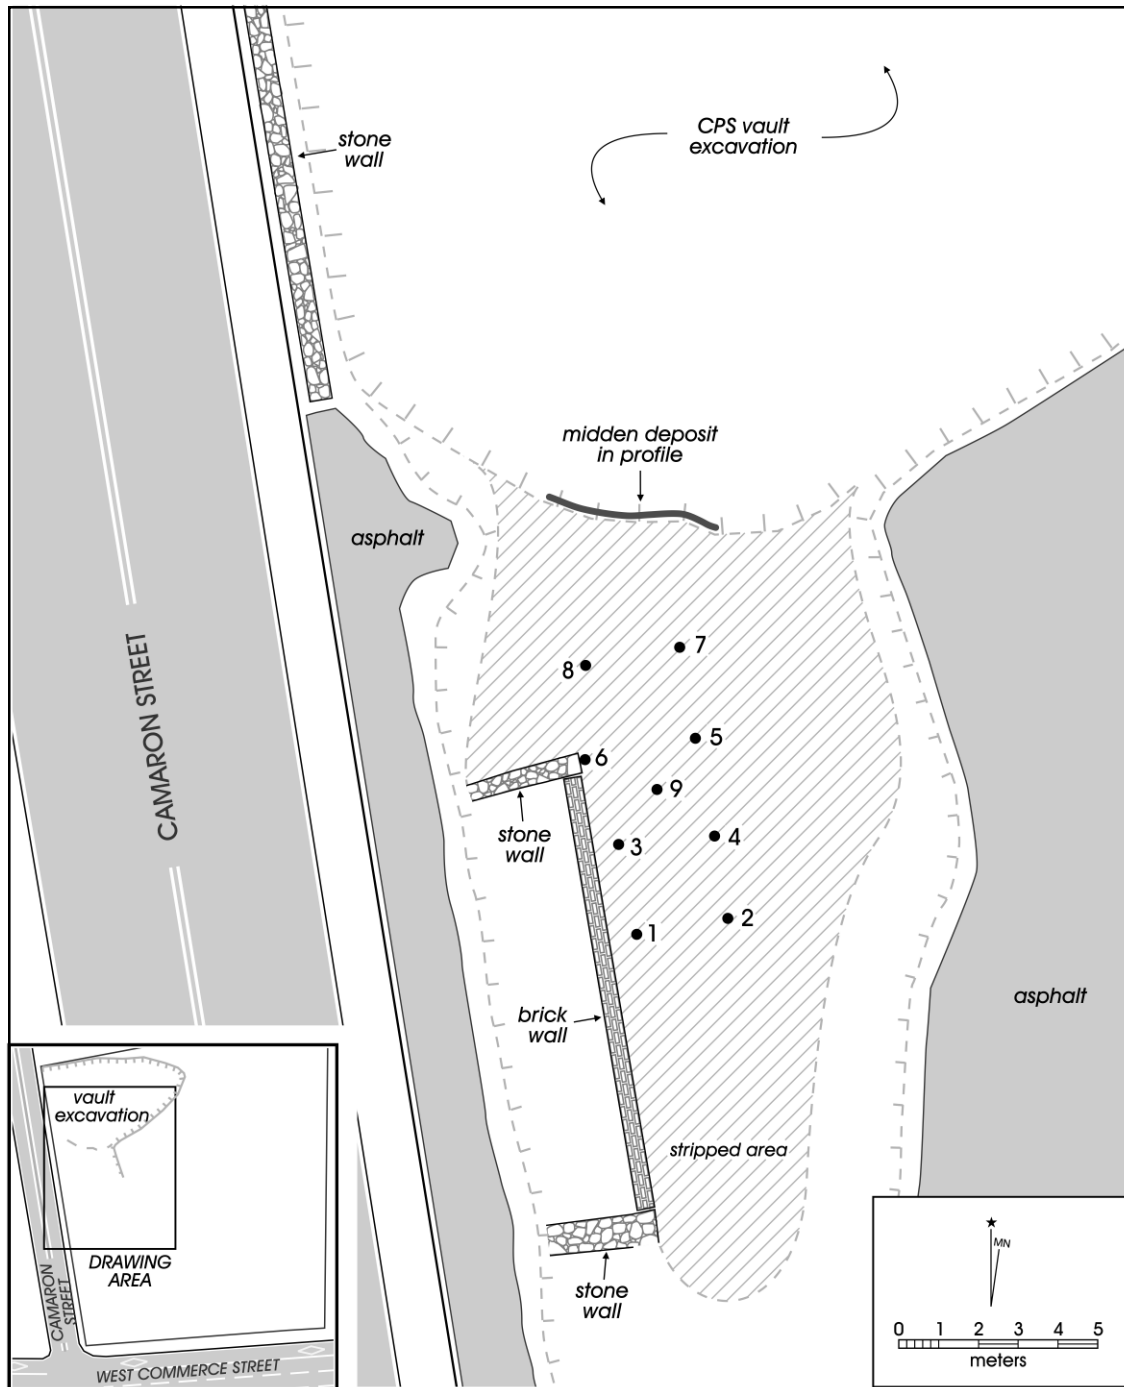 CPS vault
excavation
stone
wall
midden deposit
in profile
asphalt
CAMARON STREET
7
8
5
6
9
stone
wall
3
4
2
1
brick
wall
asphalt
stripped area
stone
wall
vault
excavation
DRAWING
AREA
CAMARON
STREET
WEST COMMERCE STREET
MN
0 1 2 3 4 5
meters